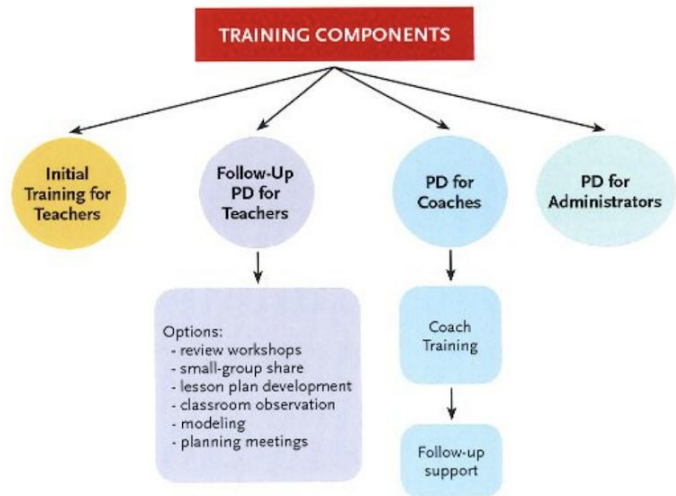 TRAINING COMPONENTS
Initial
Training for
Teachers
Follow-Up
PD for
Teachers
PD for
Coaches
PD for
Administrators
Options:
- review workshops
- small-group share
- lesson plan development
- classroom observation
- modeling
- planning meetings
Coach
Training
Follow-up
support